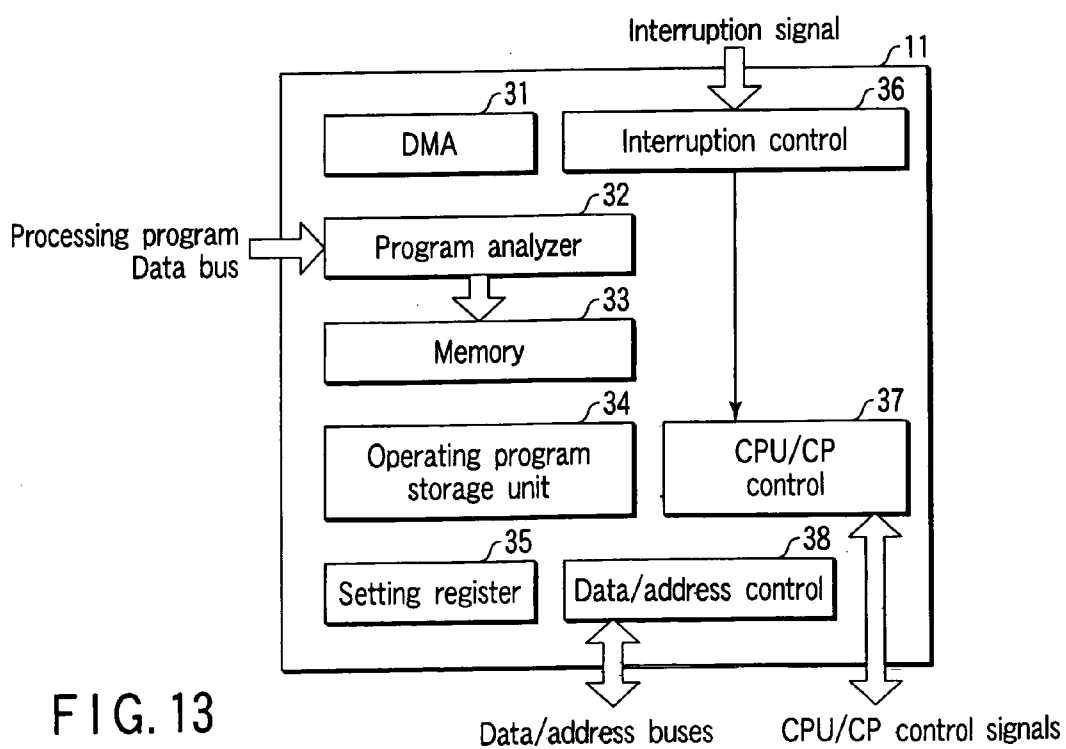 Interruption signal
11
31
DMA
36
Interruption control
32
Processing program
Data bus
Program analyzer
33
Memory
34
Operating program
storage unit
37
CPU/CP
control
35
Setting register
38
Data/address control
FIG. 13
Data/address buses
CPU/CP control signals